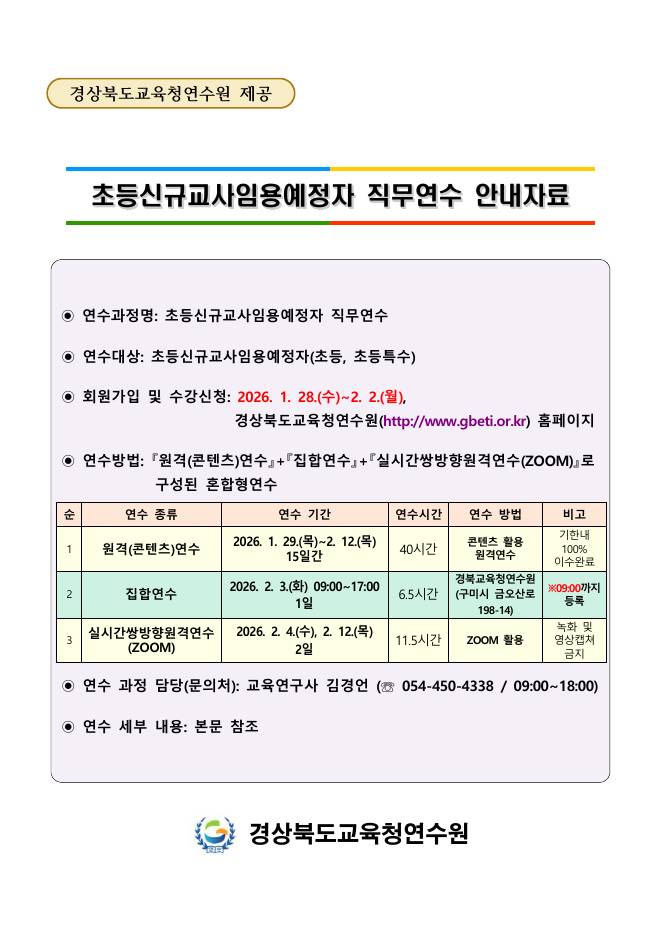 경상북도교육청연수원 제공
초등신규교사임용예정자 직무연수 안내자료
◉ 연수과정명: 초등신규교사임용예정자 직무연수
◉ 연수대상: 초등신규교사임용예정자(초등, 초등특수)
◉ 회원가입 및 수강신청: 2026. 1. 28.(수)~2. 2.(월),
경상북도교육청연수원(http://www.gbeti.or.kr) 홈페이지
◉ 연수방법: 『원격(콘텐츠)연수』+『집합연수』+『실시간쌍방향원격연수(ZOOM)』로
구성된 혼합형연수
순 연수 종류 연수 기간 연수시간 연수 방법 비고
1 원격(콘텐츠)연수 2026. 1. 29.(목)~2. 12.(목) 15일간 40시간 콘텐츠 활용 원격연수 기한내 100% 이수완료
2 집합연수 2026. 2. 3.(화) 09:00~17:00 1일 6.5시간 경북교육청연수원 (구미시 금오산로 198-14) ※09:00까지 등록
3 실시간쌍방향원격연수 (ZOOM) 2026. 2. 4.(수), 2. 12.(목) 2일 11.5시간 ZOOM 활용 녹화 및 영상캡쳐 금지
◉ 연수 과정 담당(문의처): 교육연구사 김경언 (☏ 054-450-4338 / 09:00~18:00)
◉ 연수 세부 내용: 본문 참조
경상북도교육청연수원